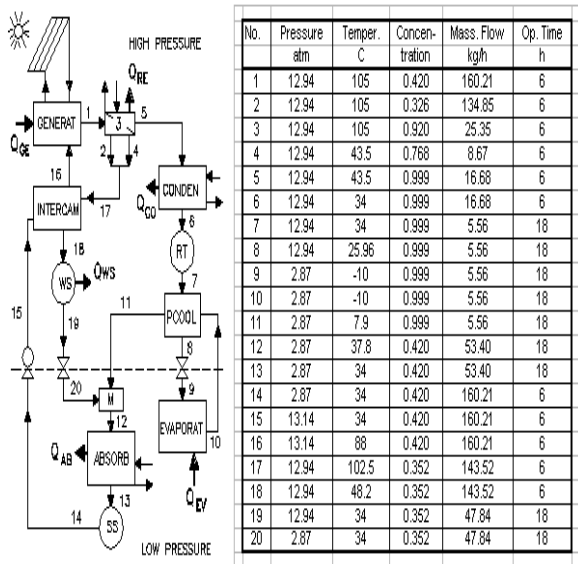 HIGH PRESSURE
Q RE
1
5
GENERAT
3
Q GE
2
4
16
CONDEN
17
Q CO
INTERCAM
6
18
RT
WS
QWS
7
15
11
PCOOL
19
8
20
9
M
12
EVAPORAT
10
Q AB
ABSORB
13
Q EV
14
SS
LOW PRESSURE
No. Pressure Temper. Concen- Mass. Flow Op. Time
atm C tration kg/h h
1 12.94 105 0.420 160.21 6
2 12.94 105 0.326 134.85 6
3 12.94 105 0.920 25.35 6
4 12.94 43.5 0.768 8.67 6
5 12.94 43.5 0.999 16.68 6
6 12.94 34 0.999 16.68 6
7 12.94 34 0.999 5.56 18
8 12.94 25.96 0.999 5.56 18
9 2.87 -10 0.999 5.56 18
10 2.87 -10 0.999 5.56 18
11 2.87 7.9 0.999 5.56 18
12 2.87 37.8 0.420 53.40 18
13 2.87 34 0.420 53.40 18
14 2.87 34 0.420 160.21 6
15 13.14 34 0.420 160.21 6
16 13.14 88 0.420 160.21 6
17 12.94 102.5 0.352 143.52 6
18 12.94 48.2 0.352 143.52 6
19 12.94 34 0.352 47.84 18
20 2.87 34 0.352 47.84 18